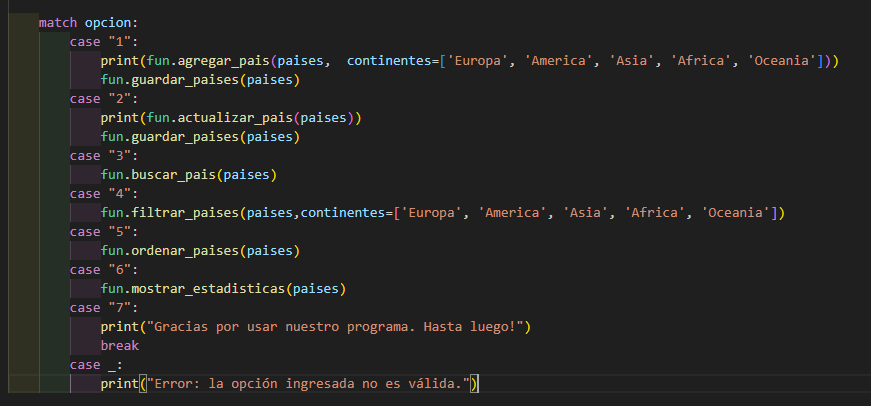 match opcion:
case "1":
print(fun.agregar_pais(paises,  continentes=['Europa', 'America', 'Asia', 'Africa', 'Oceania']))
fun.guardar_paises(paises)
case "2":
print(fun.actualizar_pais(paises))
fun.guardar_paises(paises)
case "3":
fun.buscar_pais(paises)
case "4":
fun.filtrar_paises(paises,continentes=['Europa', 'America', 'Asia', 'Africa', 'Oceania'])
case "5":
fun.ordenar_paises(paises)
case "6":
fun.mostrar_estadisticas(paises)
case "7":
print("Gracias por usar nuestro programa. Hasta luego!")
break
case _:
print("Error: la opción ingresada no es válida.")